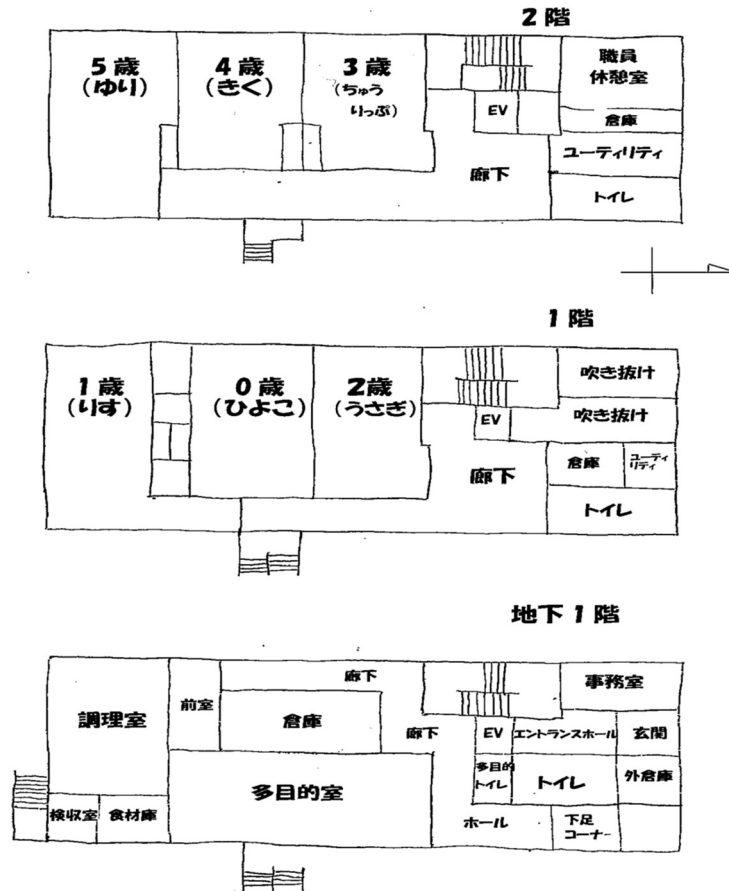 2 階
5 歳
(ゆり)
4 歳
(きく)
3 歳
(ちゅう
りっぷ)
EV
職員
休憩室
倉庫
ユーティリティ
廊下
トイレ
1 階
1 歳
(りす)
0 歳
(ひよこ)
2歳
(うさぎ)
EV
吹き抜け
吹き抜け
廊下
倉庫
ユーティ
リティ
トイレ
地下 1 階
調理室
前室
廊下
倉庫
廊下
EV
事務室
エントランスホール
玄関
多目的室
多目的
トイレ
トイレ
外倉庫
検収室
食材庫
ホール
下足
コーナー